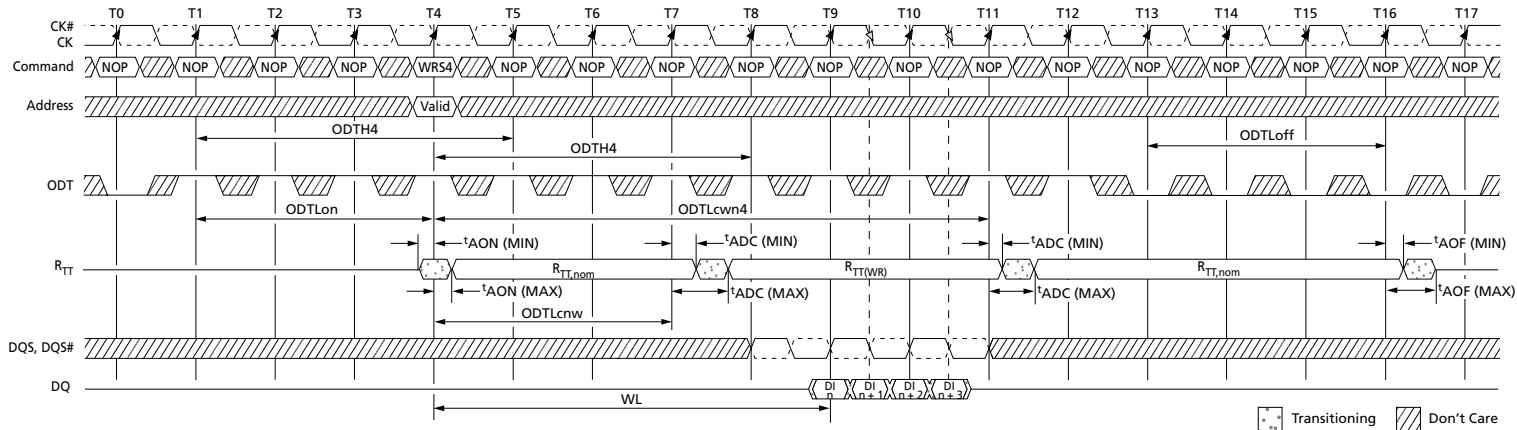 T0 T1 T2 T3 T4 T5 T6 T7 T8 T9 T10 T11 T12 T13 T14 T15 T16 T17
CK#
CK
Command NOP NOP NOP NOP WRS4 NOP NOP NOP NOP NOP NOP NOP NOP NOP NOP NOP NOP NOP
Address Valid
ODTH4 ODTLoff
ODTH4
ODT
ODTLon ODTLcwn4
tAON (MIN) tADC (MIN) tADC (MIN) tAOF (MIN)
RTT RTT,nom RTT(WR) RTT,nom
tAON (MAX) tADC (MAX) tADC (MAX) tAOF (MAX)
ODTLcnw
DQS, DQS#
DQ DI n DI n + 1 DI n + 2 DI n + 3
WL
Transitioning Don't Care